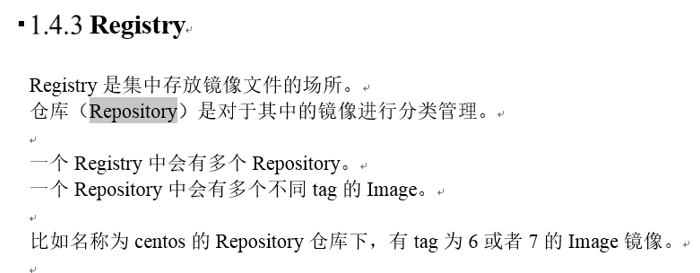 1.4.3 Registry
Registry 是集中存放镜像文件的场所。
仓库（Repository）是对于其中的镜像进行分类管理。
一个 Registry 中会有多个 Repository。
一个 Repository 中会有多个不同 tag 的 Image。
比如名称为 centos 的 Repository 仓库下，有 tag 为 6 或者 7 的 Image 镜像。